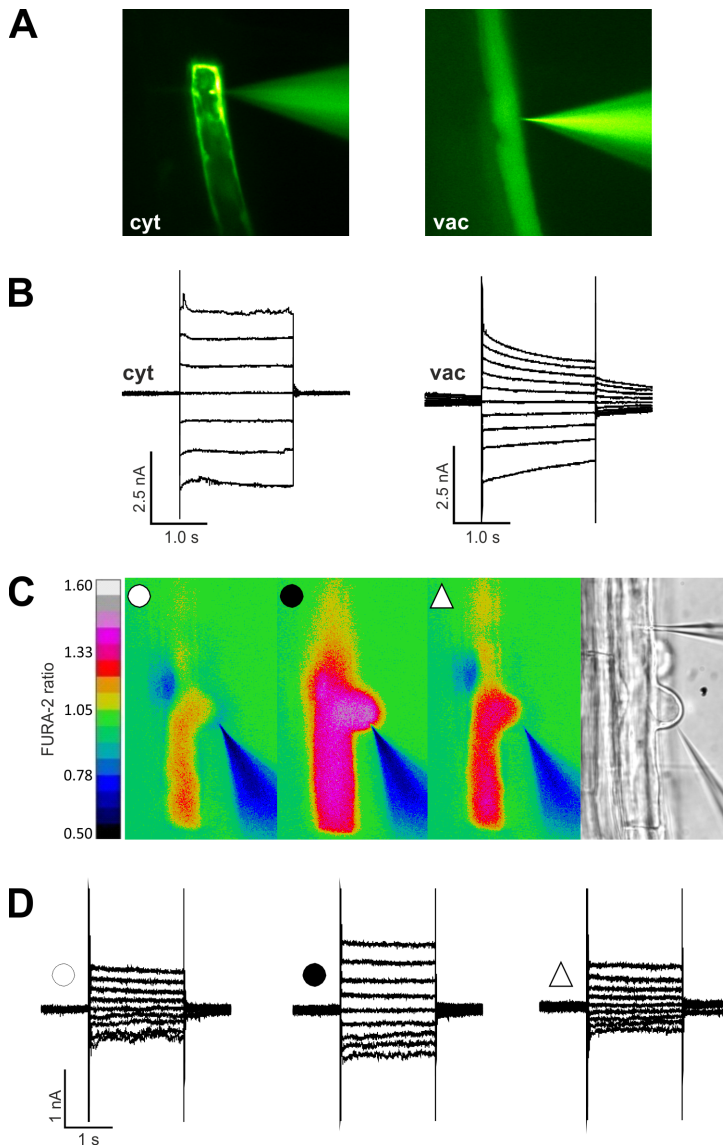 A
cyt
vac
B
cyt
vac
2.5 nA
1.0 s
2.5 nA
1.0 s
C
1.60
1.33
1.05
0.78
0.50
FURA-2 ratio
D
1 nA
1 s